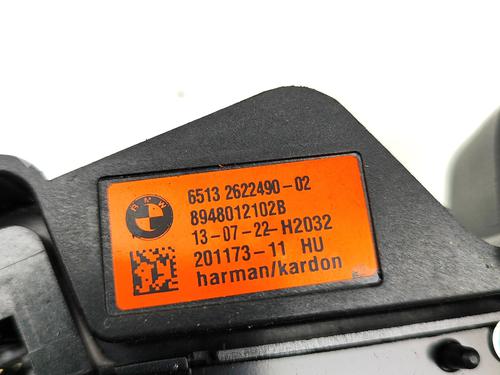 BMW
6513 2622490-02
8948012102B
13-07-22-H2032
201173-11 HU
harman/kardon